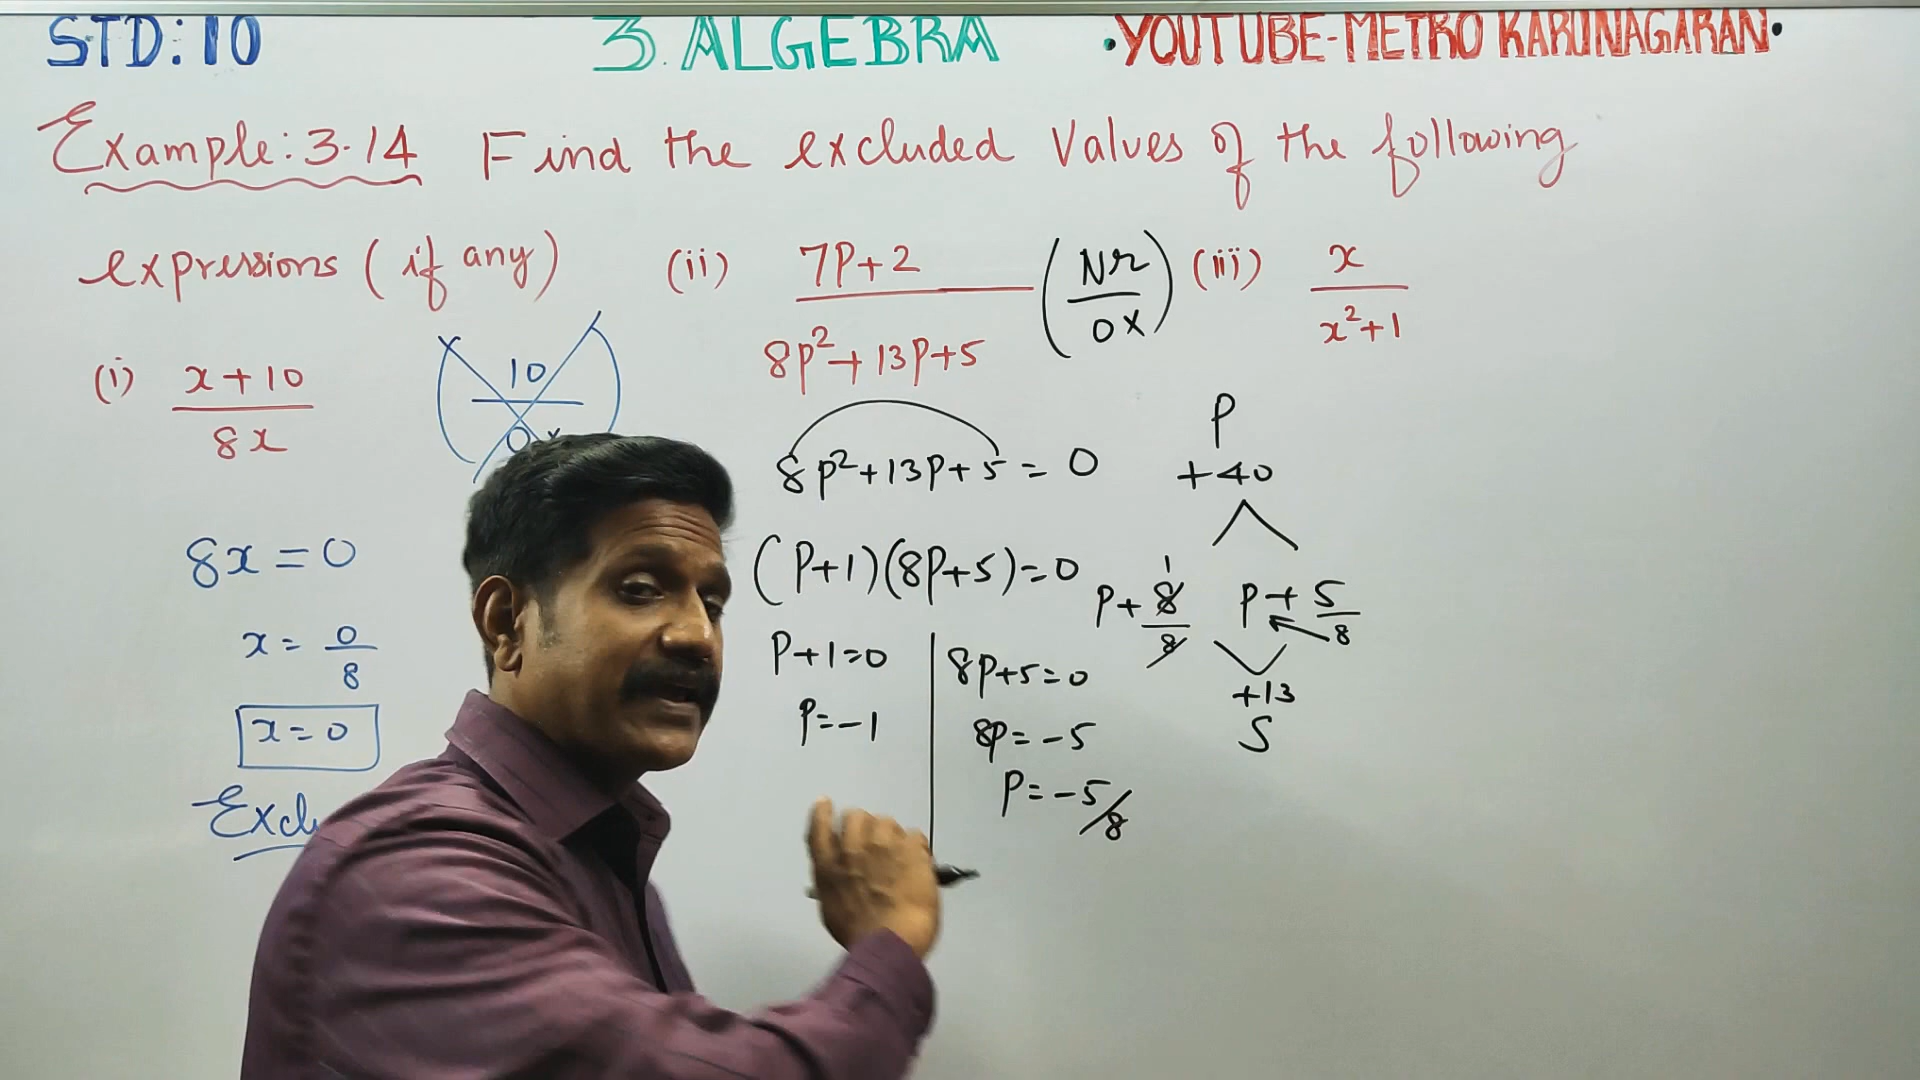 STD: 10 3. ALGEBRA •YOUTUBE-METRO KARUNAGARAN•
Example: 3.14 Find the excluded Values of the following
expressions (if any)
(i) x+10 / 8x
10
0 x
8x = 0
x = 0/8
x = 0
(ii) 7P+2 / 8p²+13p+5
(Nr / 0 x)
8p²+13p+5 = 0
(P+1)(8P+5)=0
P+1=0
P=-1
8p+5=0
8p=-5
P=-5/8
(iii) x / x²+1
P
+40
P+8/8 1 P+5/8
+13
S